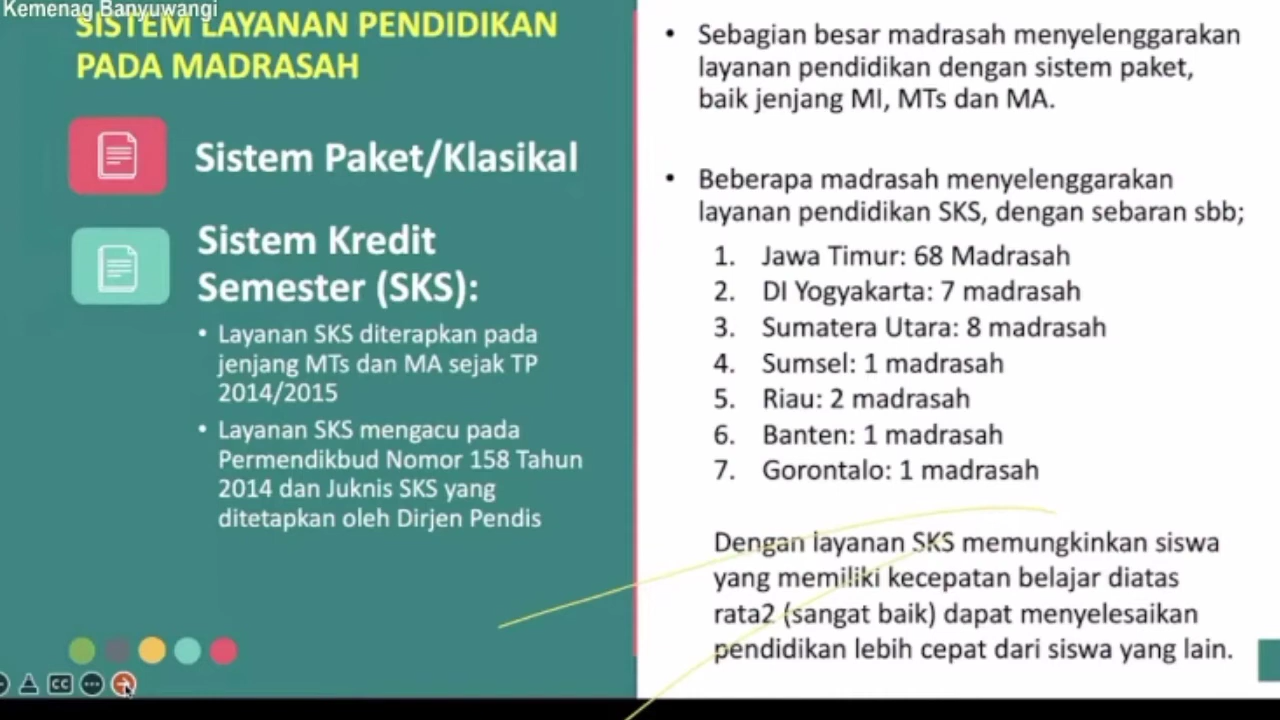 Kemenag Banyuwangi
SISTEM LAYANAN PENDIDIKAN
PADA MADRASAH
Sistem Paket/Klasikal
Sistem Kredit
Semester (SKS):
• Layanan SKS diterapkan pada
jenjang MTs dan MA sejak TP
2014/2015
• Layanan SKS mengacu pada
Permendikbud Nomor 158 Tahun
2014 dan Juknis SKS yang
ditetapkan oleh Dirjen Pendis
CC
• Sebagian besar madrasah menyelenggarakan
layanan pendidikan dengan sistem paket,
baik jenjang MI, MTs dan MA.
• Beberapa madrasah menyelenggarakan
layanan pendidikan SKS, dengan sebaran sbb;
1. Jawa Timur: 68 Madrasah
2. DI Yogyakarta: 7 madrasah
3. Sumatera Utara: 8 madrasah
4. Sumsel: 1 madrasah
5. Riau: 2 madrasah
6. Banten: 1 madrasah
7. Gorontalo: 1 madrasah
Dengan layanan SKS memungkinkan siswa
yang memiliki kecepatan belajar diatas
rata2 (sangat baik) dapat menyelesaikan
pendidikan lebih cepat dari siswa yang lain.